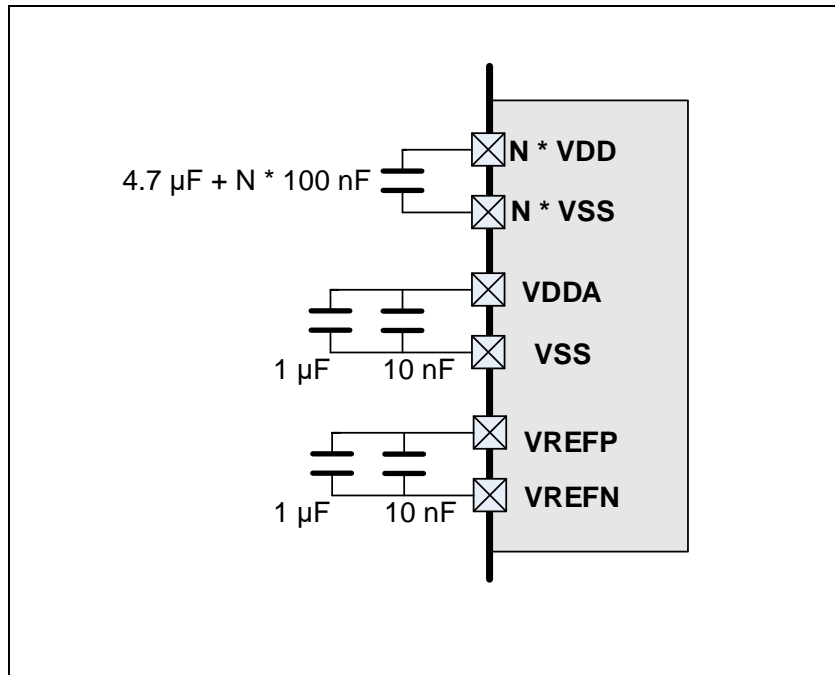 N * VDD
4.7 µF + N * 100 nF
N * VSS
VDDA
VSS
1 µF
10 nF
VREFP
VREFN
1 µF
10 nF